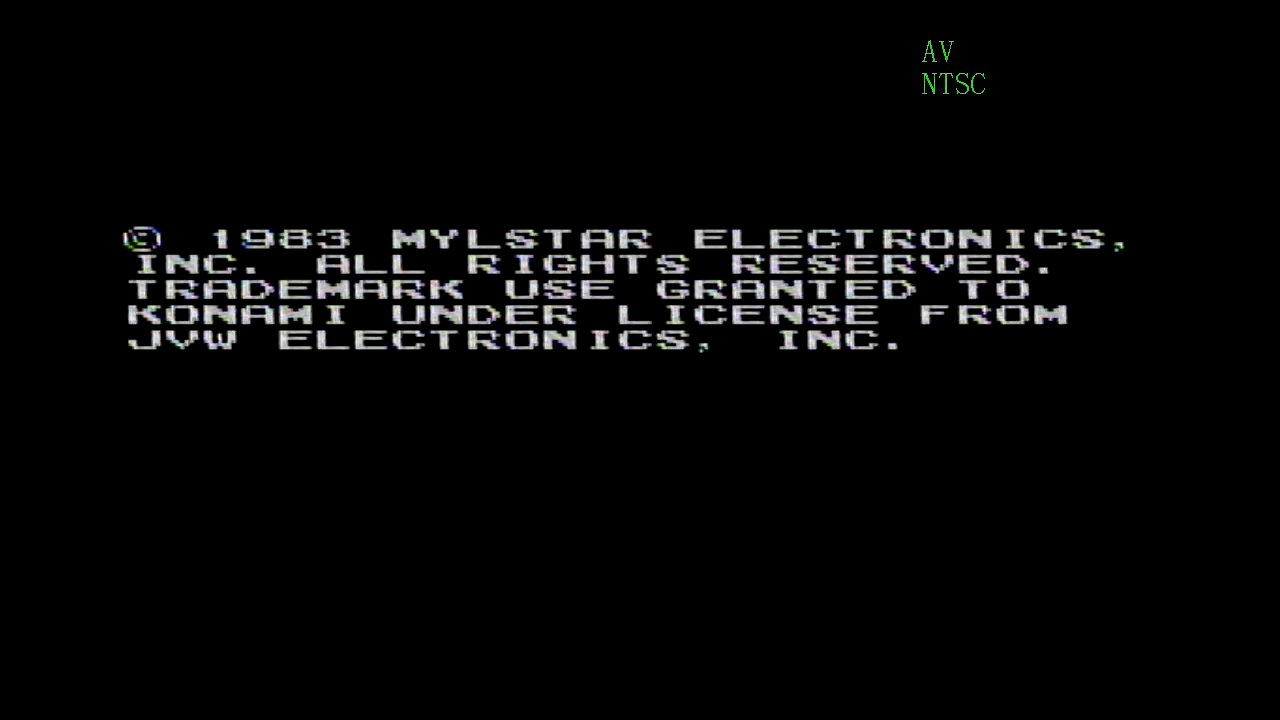 AV
NTSC
© 1983 MYLSTAR ELECTRONICS,
INC. ALL RIGHTS RESERVED.
TRADEMARK USE GRANTED TO
KONAMI UNDER LICENSE FROM
JVW ELECTRONICS, INC.